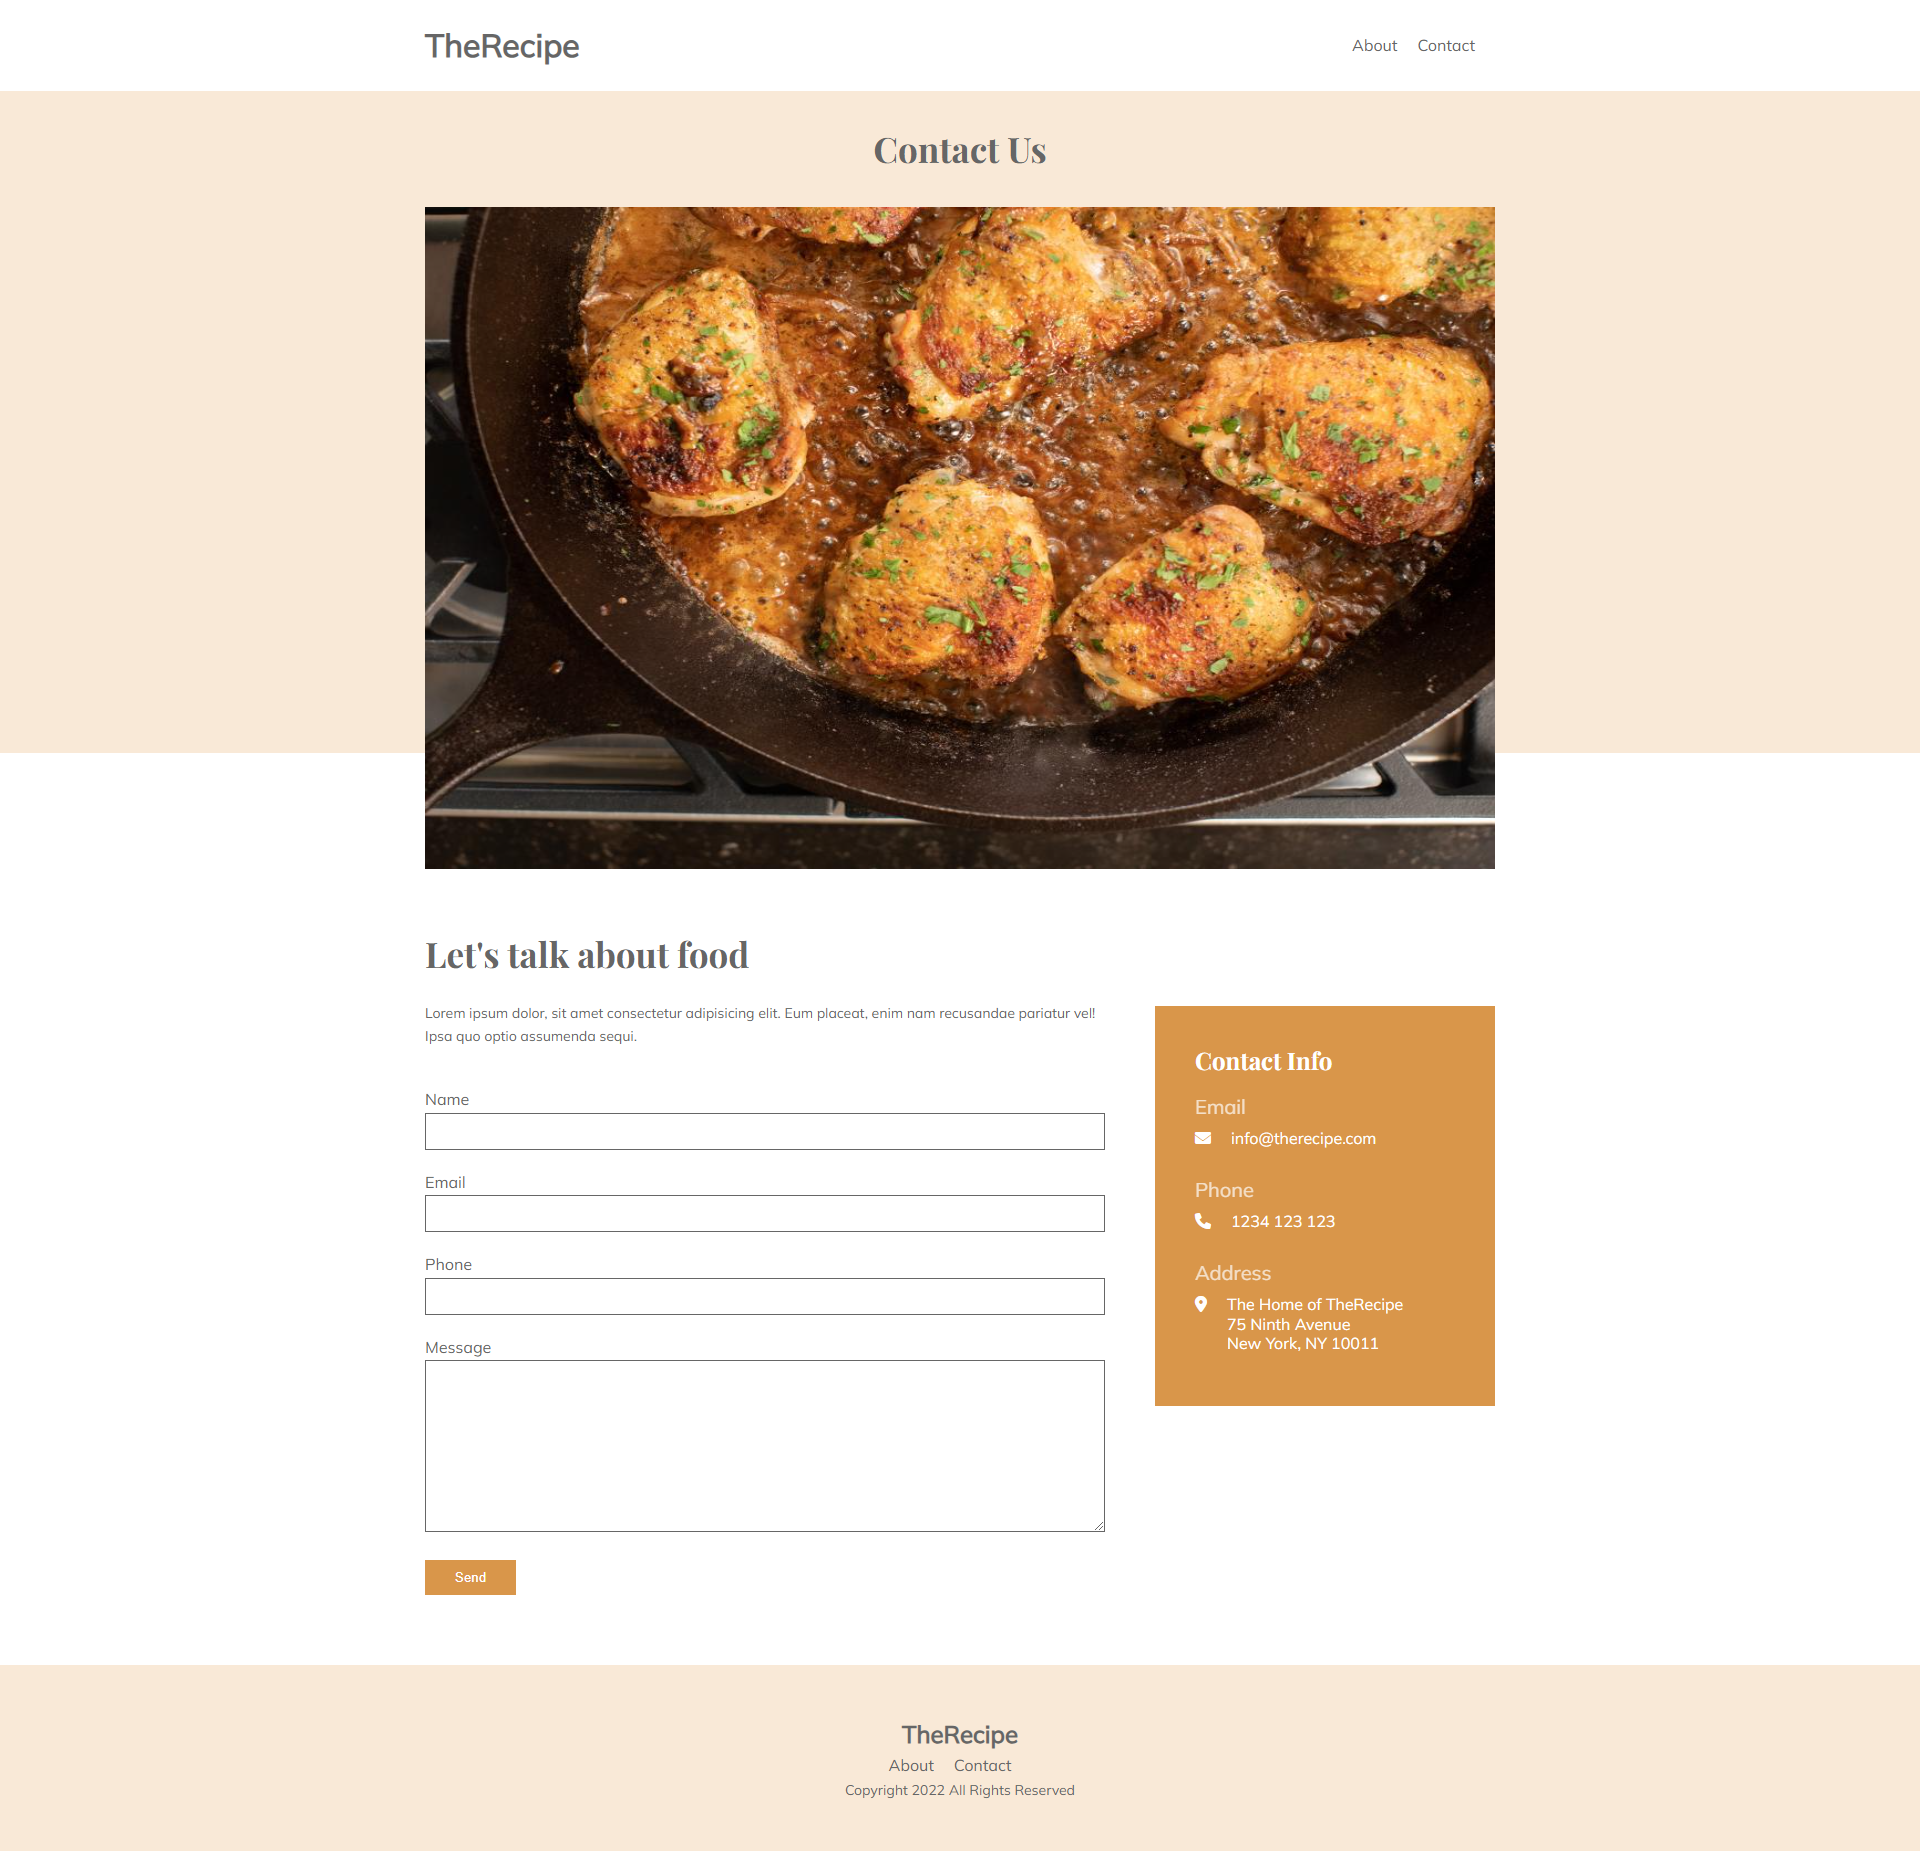 TheRecipe
About
Contact
Contact Us
Let's talk about food
Lorem ipsum dolor, sit amet consectetur adipisicing elit. Eum placeat, enim nam recusandae pariatur vel!
Ipsa quo optio assumenda sequi.
Name
Email
Phone
Message
Send
Contact Info
Email
info@therecipe.com
Phone
1234 123 123
Address
The Home of TheRecipe
75 Ninth Avenue
New York, NY 10011
TheRecipe
About
Contact
Copyright 2022 All Rights Reserved